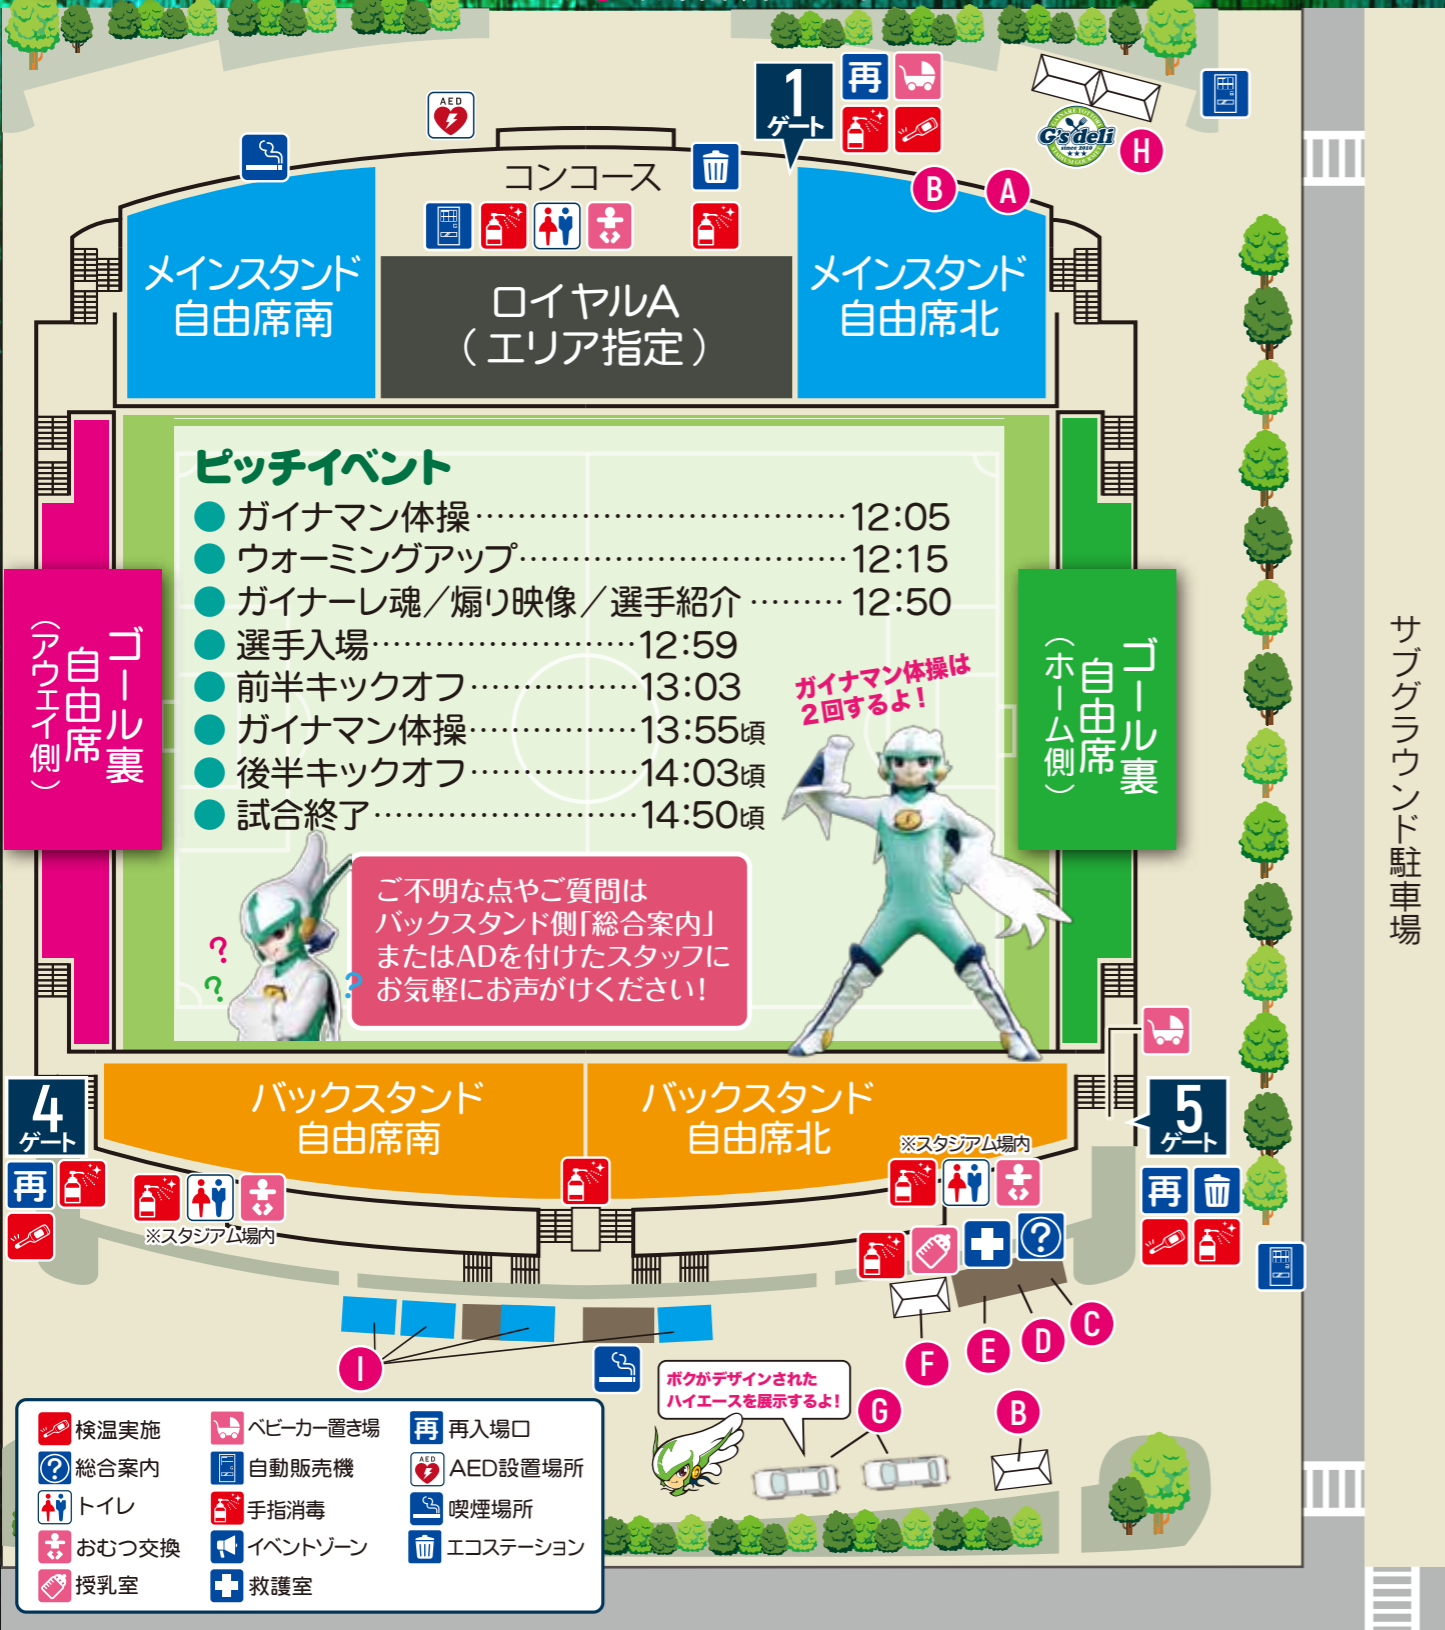 AED
1
ゲート
再
G's deli
since 2010
H
コンコース
B
A
メインスタンド
自由席南
ロイヤルA
（エリア指定）
メインスタンド
自由席北
ピッチイベント
● ガイナマン体操……………………………12:05
● ウォーミングアップ…………………………12:15
● ガイナーレ魂／煽り映像／選手紹介………12:50
● 選手入場……………………12:59
● 前半キックオフ……………13:03
● ガイナマン体操……………13:55頃
● 後半キックオフ……………14:03頃
● 試合終了……………………14:50頃
ガイナマン体操は
2回するよ！
ゴール裏
自由席
（アウェイ側）
ゴール裏
自由席
（ホーム側）
サブグラウンド駐車場
ご不明な点やご質問は
バックスタンド側「総合案内」
またはADを付けたスタッフに
お気軽にお声がけください！
?
?
?
バックスタンド
自由席南
バックスタンド
自由席北
4
ゲート
再
※スタジアム場内
※スタジアム場内
5
ゲート
再
?
I
F
E
D
C
ボクがデザインされた
ハイエースを展示するよ！
G
B
検温実施
ベビーカー置き場
再 再入場口
? 総合案内
自動販売機
AED AED設置場所
トイレ
手指消毒
喫煙場所
おむつ交換
イベントゾーン
エコステーション
授乳室
救護室